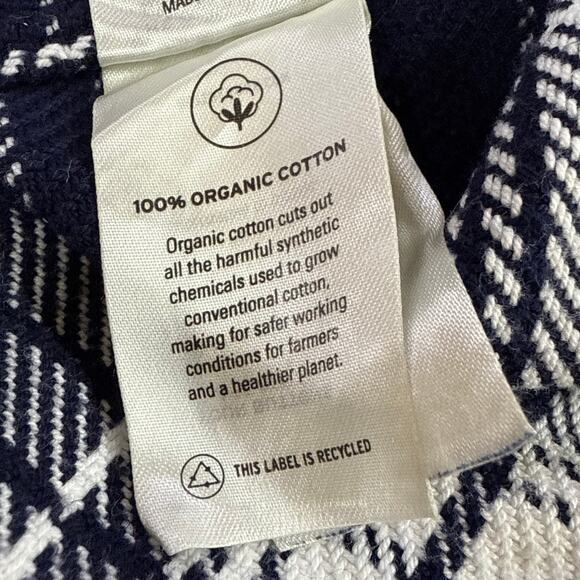 MADE
100% ORGANIC COTTON
Organic cotton cuts out
all the harmful synthetic
chemicals used to grow
conventional cotton,
making for safer working
conditions for farmers
and a healthier planet.
THIS LABEL IS RECYCLED